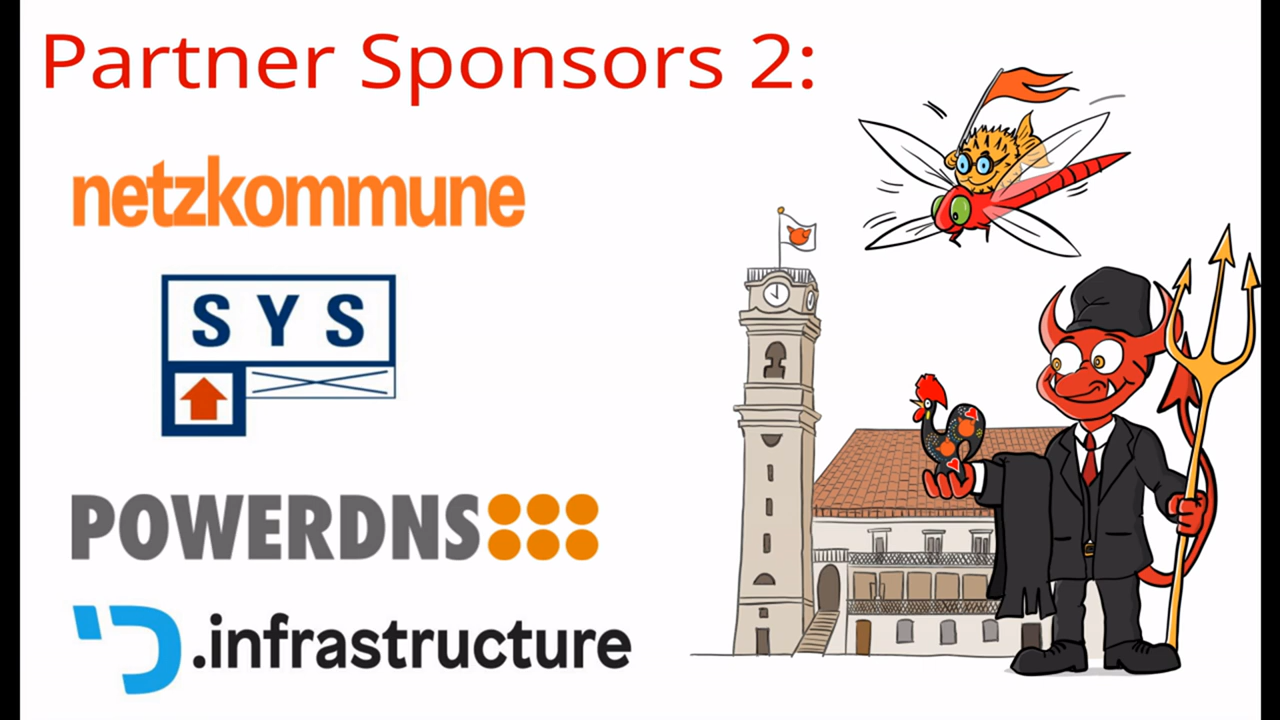 Partner Sponsors 2:
netzkommune
SYS
POWERDNS
.infrastructure